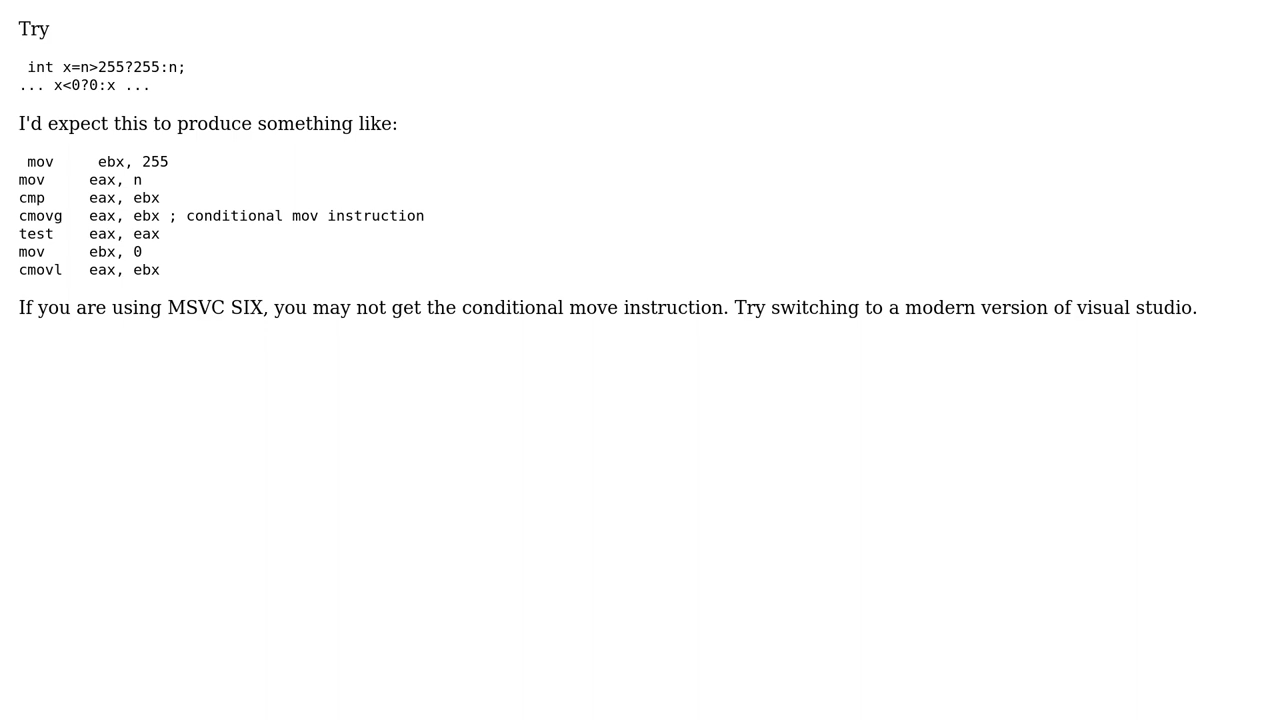 Try
 int x=n>255?255:n;
... x<0?0:x ...
I'd expect this to produce something like:
 mov     ebx, 255
mov     eax, n
cmp     eax, ebx
cmovg   eax, ebx ; conditional mov instruction
test    eax, eax
mov     ebx, 0
cmovl   eax, ebx
If you are using MSVC SIX, you may not get the conditional move instruction. Try switching to a modern version of visual studio.